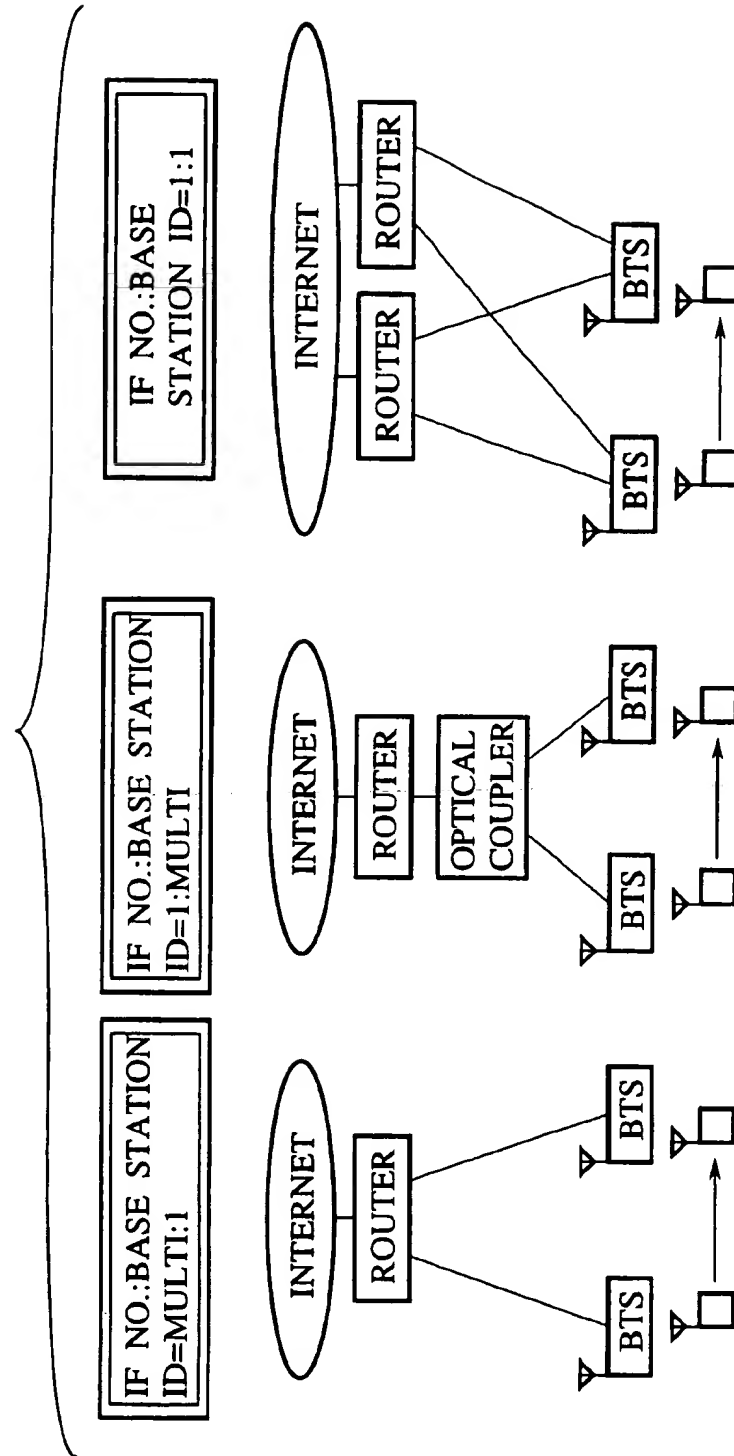 IF NO.:BASE STATION
ID=MULTI:1
INTERNET
ROUTER
BTS
BTS
IF NO.:BASE STATION
ID=1:MULTI
INTERNET
ROUTER
OPTICAL
COUPLER
BTS
BTS
IF NO.:BASE
STATION ID=1:1
INTERNET
ROUTER
ROUTER
BTS
BTS